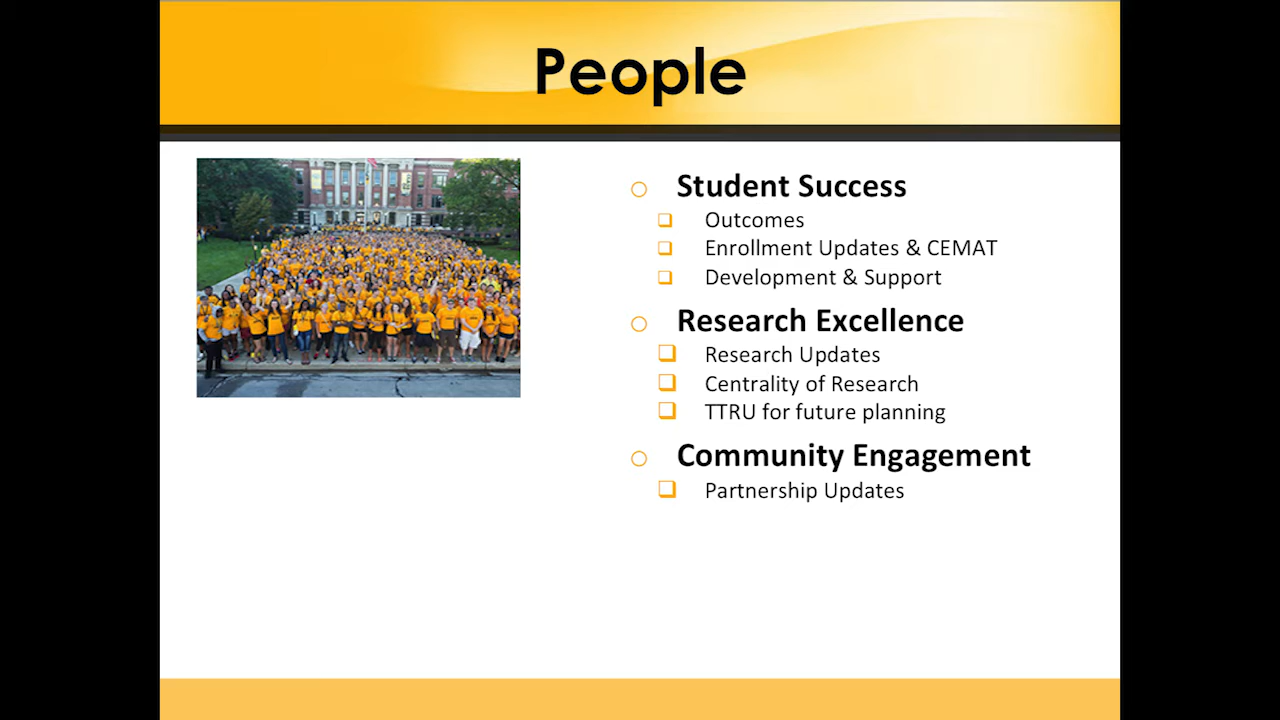 People
Student Success
Outcomes
Enrollment Updates & CEMAT
Development & Support
Research Excellence
Research Updates
Centrality of Research
TTRU for future planning
Community Engagement
Partnership Updates